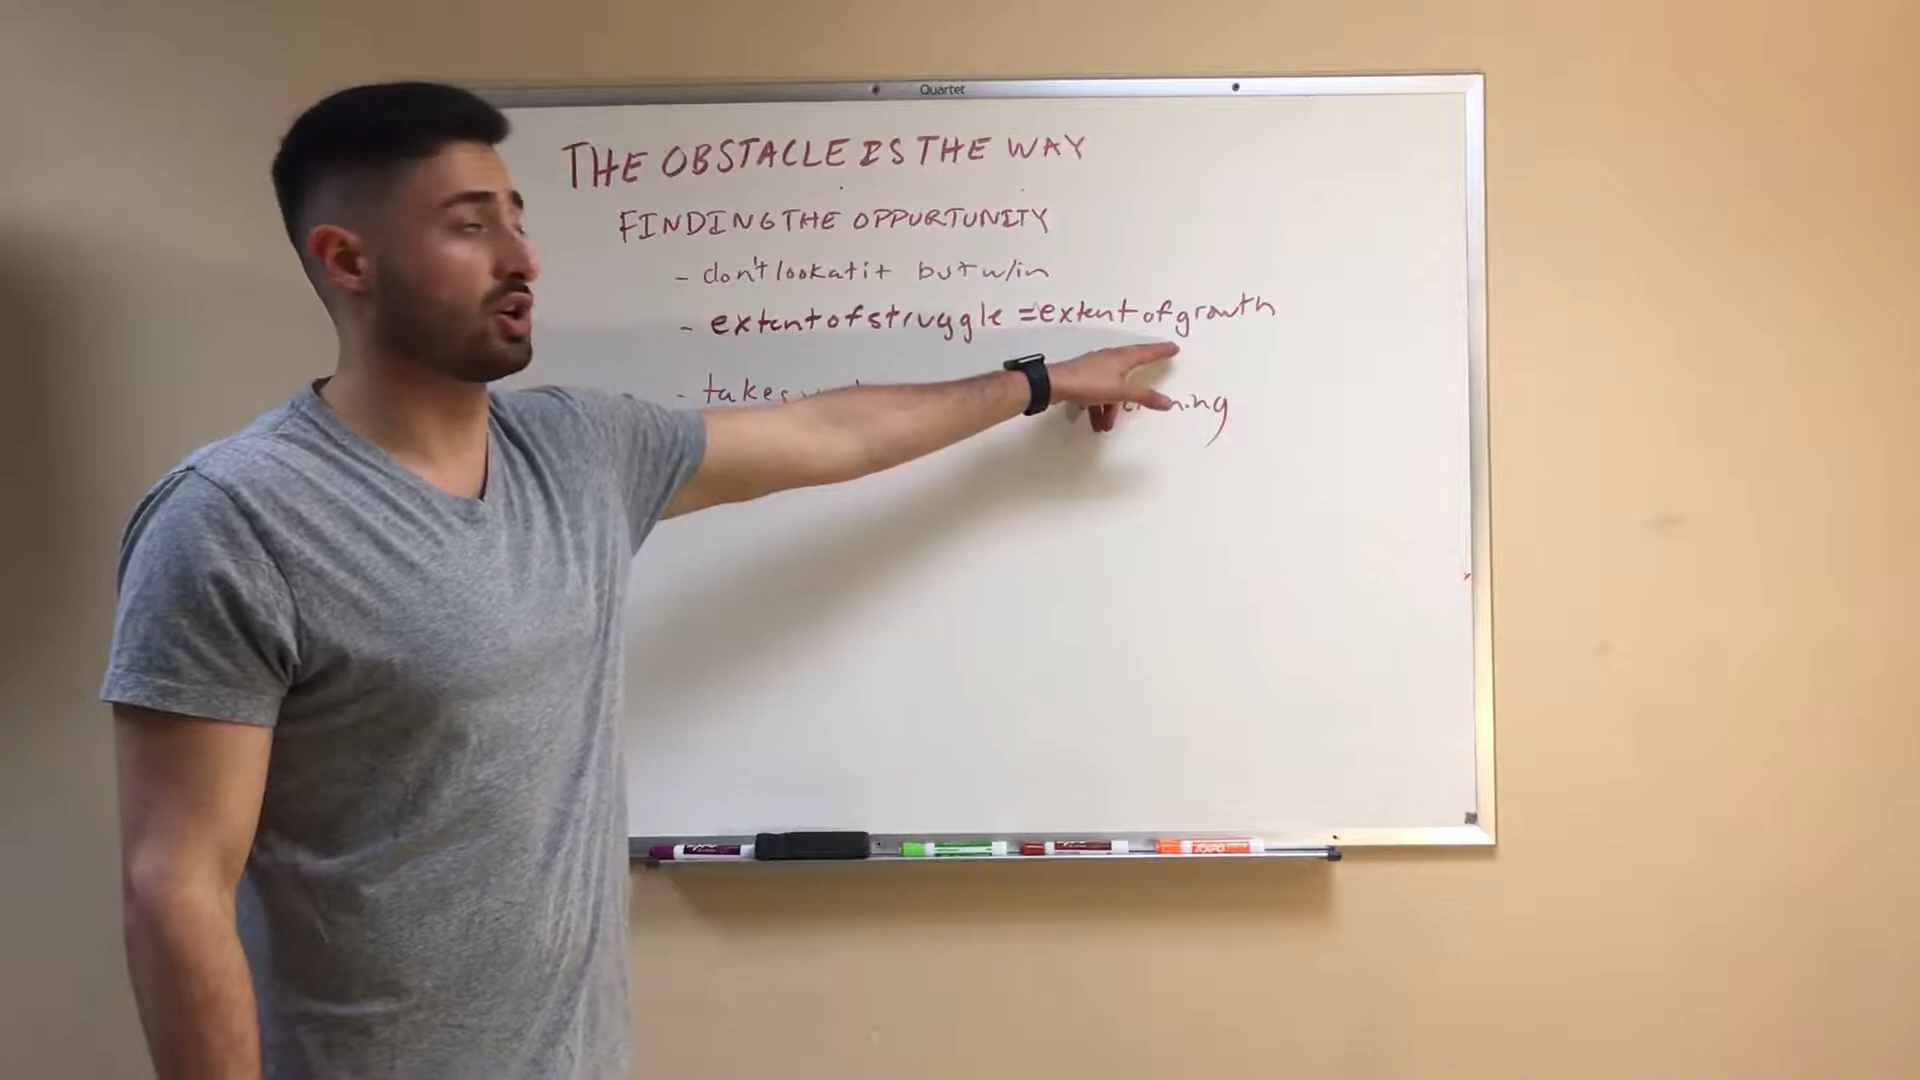 Quartet
THE OBSTACLE IS THE WAY
FINDING THE OPPURTUNITY
- don't look at it but w/in
- extent of struggle = extent of growth
- takes
EXPO